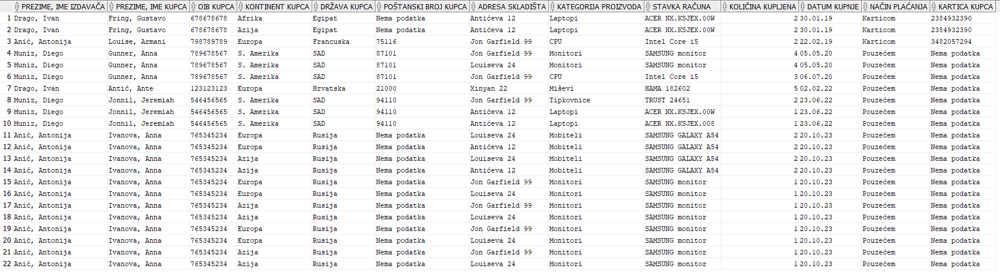 PREZIME, IME IZDAVAČA PREZIME, IME KUPCA OIB KUPCA KONTINENT KUPCA DRŽAVA KUPCA POŠTANSKI BROJ KUPCA ADRESA SKLADIŠTA KATEGORIJA PROIZVODA STAVKA RAČUNA KOLIČINA KUPLJENA DATUM KUPNJE NAČIN PLAĆANJA KARTICA KUPCA
1 Drago, Ivan Fring, Gustavo 678678678 Afrika Egipat Nema podatka Antićeva 12 Laptopi ACER NX.KSJEX.00W 2 30.01.19 Karticom 2384932390
2 Drago, Ivan Fring, Gustavo 678678678 Azija Egipat Nema podatka Antićeva 12 Laptopi ACER NX.KSJEX.00W 2 30.01.19 Karticom 2384932390
3 Anić, Antonija Louise, Armani 798789789 Europa Francuska 75116 Jon Garfield 99 CPU Intel Core i5 2 22.02.19 Karticom 3482057294
4 Muniz, Diego Gunner, Anna 789678567 S. Amerika SAD 87101 Jon Garfield 99 Monitori SAMSUNG monitor 4 05.05.20 Pouzećem Nema podatka
5 Muniz, Diego Gunner, Anna 789678567 S. Amerika SAD 87101 Louiseva 24 Monitori SAMSUNG monitor 4 05.05.20 Pouzećem Nema podatka
6 Muniz, Diego Gunner, Anna 789678567 S. Amerika SAD 87101 Jon Garfield 99 CPU Intel Core i5 3 06.07.20 Pouzećem Nema podatka
7 Drago, Ivan Antić, Ante 123123123 Europa Hrvatska 21000 Xinyan 22 Miševi HAMA 182602 5 02.02.22 Pouzećem Nema podatka
8 Muniz, Diego Jonnil, Jeremiah 546456565 S. Amerika SAD 94110 Jon Garfield 99 Tipkovnice TRUST 24651 2 23.06.22 Pouzećem Nema podatka
9 Muniz, Diego Jonnil, Jeremiah 546456565 S. Amerika SAD 94110 Antićeva 12 Laptopi ACER NX.KSJEX.00W 1 23.06.22 Pouzećem Nema podatka
10 Muniz, Diego Jonnil, Jeremiah 546456565 S. Amerika SAD 94110 Antićeva 12 Laptopi ACER NX.KSJEX.008 1 23.06.22 Pouzećem Nema podatka
11 Anić, Antonija Ivanova, Anna 765345234 Europa Rusija Nema podatka Louiseva 24 Mobiteli SAMSUNG GALAXY A54 2 20.10.23 Pouzećem Nema podatka
12 Anić, Antonija Ivanova, Anna 765345234 Europa Rusija Nema podatka Antićeva 12 Mobiteli SAMSUNG GALAXY A54 2 20.10.23 Pouzećem Nema podatka
13 Anić, Antonija Ivanova, Anna 765345234 Azija Rusija Nema podatka Louiseva 24 Mobiteli SAMSUNG GALAXY A54 2 20.10.23 Pouzećem Nema podatka
14 Anić, Antonija Ivanova, Anna 765345234 Azija Rusija Nema podatka Antićeva 12 Mobiteli SAMSUNG GALAXY A54 2 20.10.23 Pouzećem Nema podatka
15 Anić, Antonija Ivanova, Anna 765345234 Europa Rusija Nema podatka Jon Garfield 99 Monitori SAMSUNG monitor 1 20.10.23 Pouzećem Nema podatka
16 Anić, Antonija Ivanova, Anna 765345234 Europa Rusija Nema podatka Louiseva 24 Monitori SAMSUNG monitor 1 20.10.23 Pouzećem Nema podatka
17 Anić, Antonija Ivanova, Anna 765345234 Azija Rusija Nema podatka Jon Garfield 99 Monitori SAMSUNG monitor 1 20.10.23 Pouzećem Nema podatka
18 Anić, Antonija Ivanova, Anna 765345234 Azija Rusija Nema podatka Louiseva 24 Monitori SAMSUNG monitor 1 20.10.23 Pouzećem Nema podatka
19 Anić, Antonija Ivanova, Anna 765345234 Europa Rusija Nema podatka Jon Garfield 99 Monitori SAMSUNG monitor 1 20.10.23 Pouzećem Nema podatka
20 Anić, Antonija Ivanova, Anna 765345234 Europa Rusija Nema podatka Louiseva 24 Monitori SAMSUNG monitor 1 20.10.23 Pouzećem Nema podatka
21 Anić, Antonija Ivanova, Anna 765345234 Azija Rusija Nema podatka Jon Garfield 99 Monitori SAMSUNG monitor 1 20.10.23 Pouzećem Nema podatka
22 Anić, Antonija Ivanova, Anna 765345234 Azija Rusija Nema podatka Louiseva 24 Monitori SAMSUNG monitor 1 20.10.23 Pouzećem Nema podatka